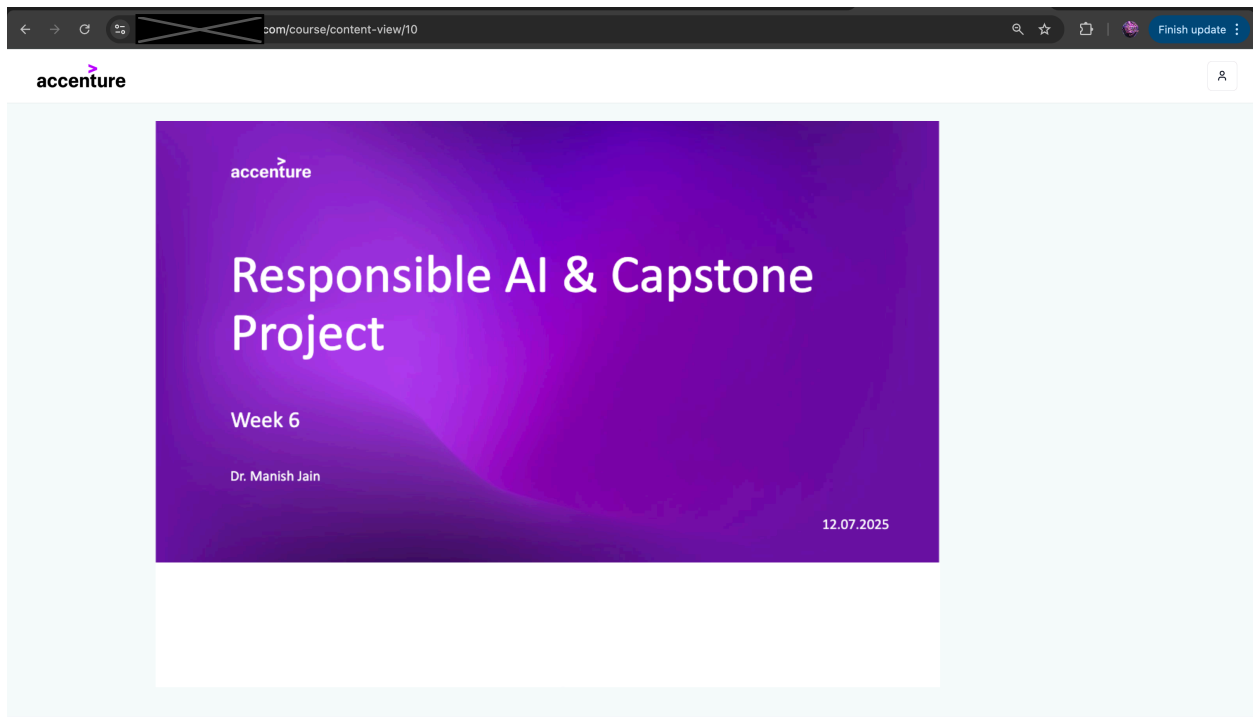 com/course/content-view/10
Finish update
accenture
accenture
Responsible AI & Capstone
Project
Week 6
Dr. Manish Jain
12.07.2025